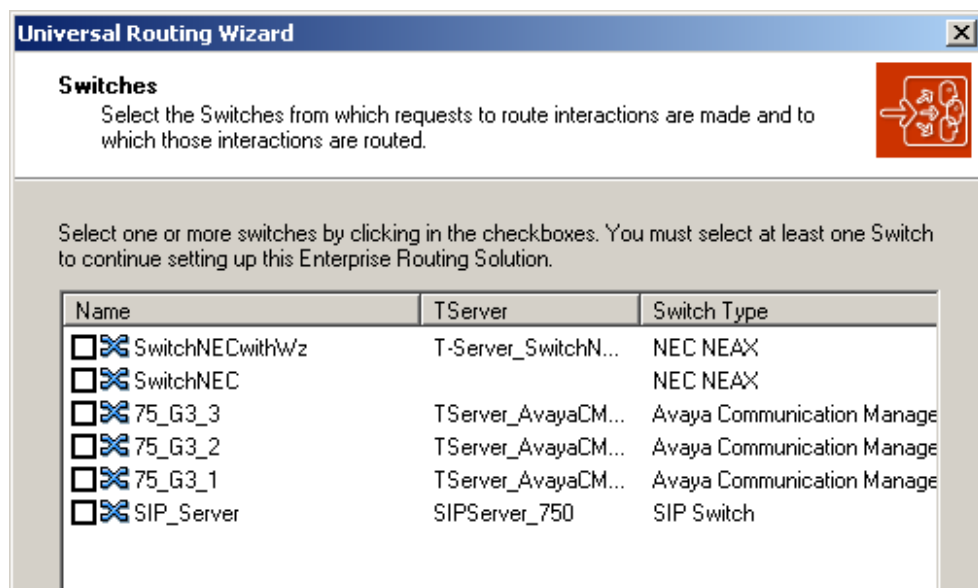 Universal Routing Wizard
Switches
Select the Switches from which requests to route interactions are made and to
which those interactions are routed.
Select one or more switches by clicking in the checkboxes. You must select at least one Switch
to continue setting up this Enterprise Routing Solution.
Name TServer Switch Type
SwitchNECwithWz T-Server_SwitchN... NEC NEAX
SwitchNEC NEC NEAX
75_G3_3 TServer_AvayaCM... Avaya Communication Manage
75_G3_2 TServer_AvayaCM... Avaya Communication Manage
75_G3_1 TServer_AvayaCM... Avaya Communication Manage
SIP_Server SIPServer_750 SIP Switch